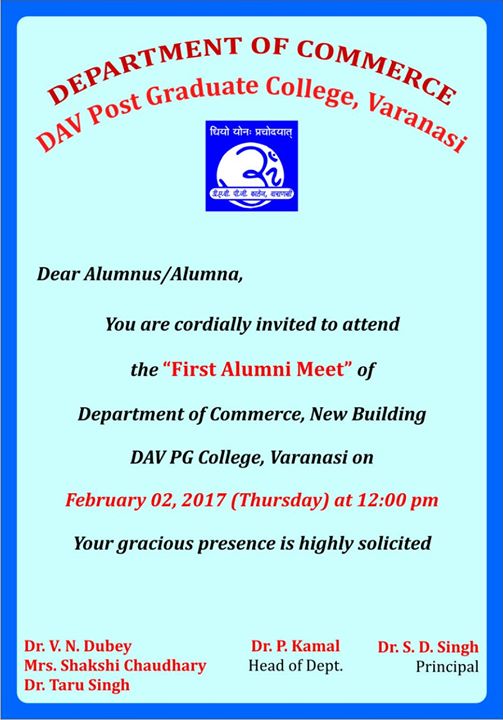 DEPARTMENT OF COMMERCE
DAV Post Graduate College, Varanasi
धियो योनः प्रचोदयात्
ॐ
डी.ए.वी. पी.जी. कालेज, वाराणसी
Dear Alumnus/Alumna,
You are cordially invited to attend
the “First Alumni Meet” of
Department of Commerce, New Building
DAV PG College, Varanasi on
February 02, 2017 (Thursday) at 12:00 pm
Your gracious presence is highly solicited
Dr. V. N. Dubey
Mrs. Shakshi Chaudhary
Dr. Taru Singh
Dr. P. Kamal
Head of Dept.
Dr. S. D. Singh
Principal